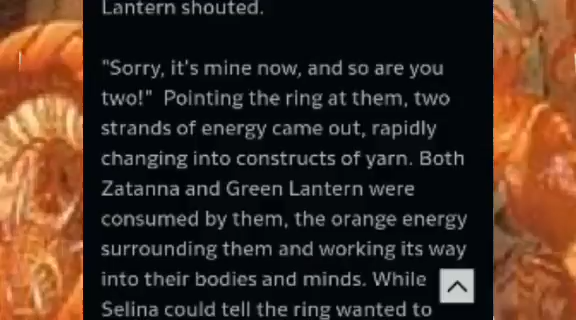 Lantern shouted.
"Sorry, it's mine now, and so are you
two!"  Pointing the ring at them, two
strands of energy came out, rapidly
changing into constructs of yarn. Both
Zatanna and Green Lantern were
consumed by them, the orange energy
surrounding them and working its way
into their bodies and minds. While
Selina could tell the ring wanted to